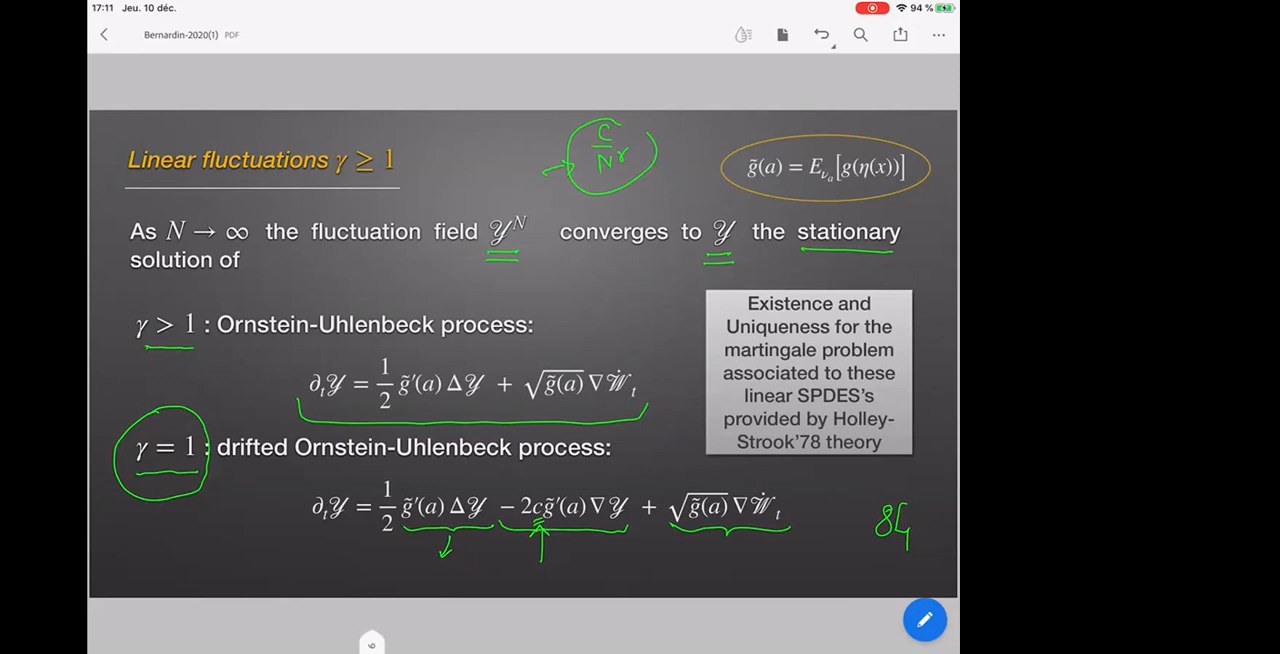 17:11 Jeu. 10 déc.
94 %
Bernardin-2020(1) PDF
Linear fluctuations γ ≥ 1
C
N^γ
g̃(a) = E_{ν_a}[g(η(x))]
As N → ∞ the fluctuation field 𝒴^N converges to 𝒴 the stationary
solution of
γ > 1 : Ornstein-Uhlenbeck process:
∂_t𝒴 = 1/2 g̃′(a) Δ𝒴 + √g̃(a) ∇𝒲̇_t
γ = 1 : drifted Ornstein-Uhlenbeck process:
∂_t𝒴 = 1/2 g̃′(a) Δ𝒴 − 2cg̃′(a) ∇𝒴 + √g̃(a) ∇𝒲̇_t
Existence and
Uniqueness for the
martingale problem
associated to these
linear SPDES's
provided by Holley-
Strook'78 theory